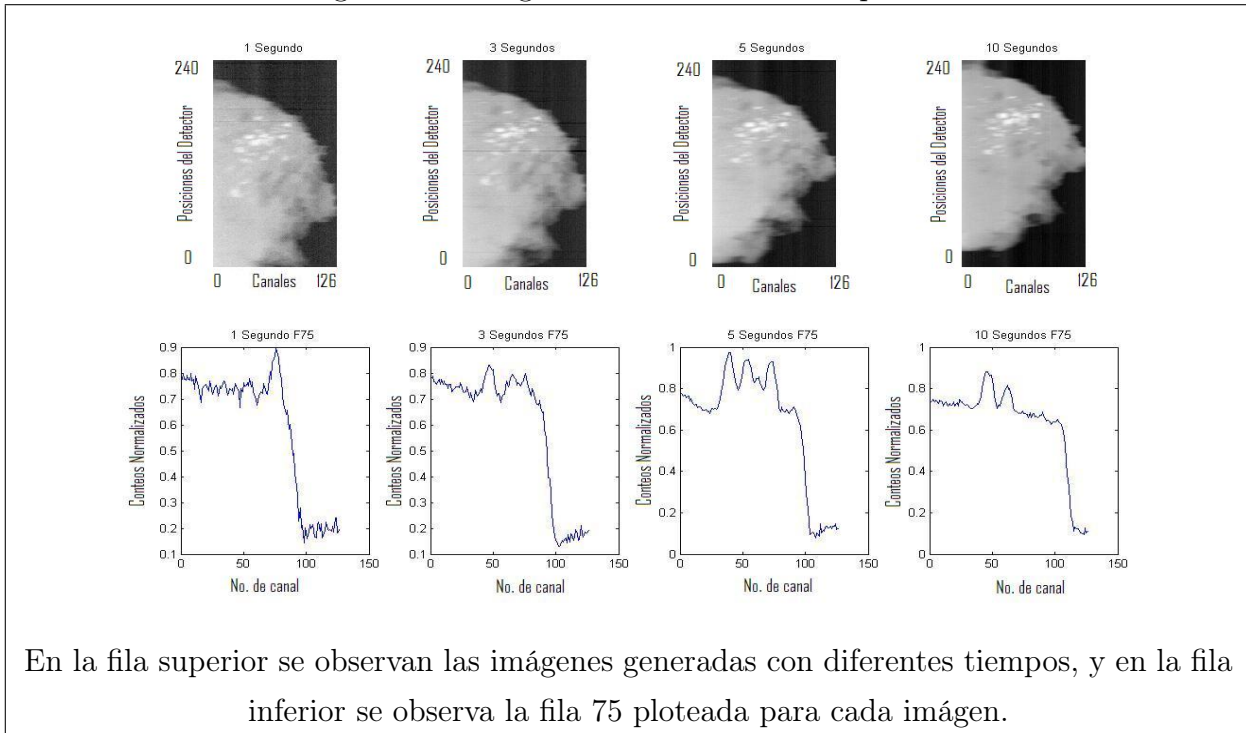 1 Segundo
3 Segundos
5 Segundos
10 Segundos
240
Posiciones del Detector
0
0 Canales 126
240
Posiciones del Detector
0
0 Canales 126
240
Posiciones del Detector
0
0 Canales 126
240
Posiciones del Detector
0
0 Canales 126
1 Segundo F75
Conteos Normalizados
0.9
0.8
0.7
0.6
0.5
0.4
0.3
0.2
0.1
0 50 100 150
No. de canal
3 Segundos F75
Conteos Normalizados
0.9
0.8
0.7
0.6
0.5
0.4
0.3
0.2
0.1
0 50 100 150
No. de canal
5 Segundos F75
Conteos Normalizados
1
0.8
0.6
0.4
0.2
0
0 50 100 150
No. de canal
10 Segundos F75
Conteos Normalizados
1
0.8
0.6
0.4
0.2
0
0 50 100 150
No. de canal
En la fila superior se observan las imágenes generadas con diferentes tiempos, y en la fila
inferior se observa la fila 75 ploteada para cada imágen.